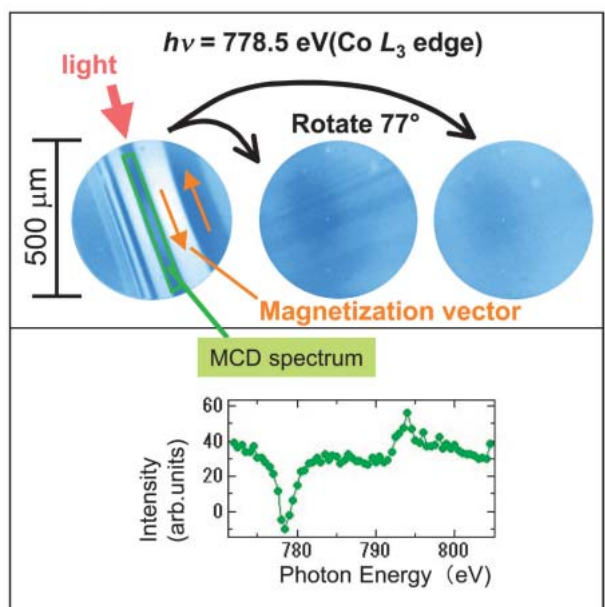 hν = 778.5 eV(Co L₃ edge)
light
Rotate 77°
500 μm
Magnetization vector
MCD spectrum
60
40
20
0
Intensity
(arb.units)
780 790 800
Photon Energy (eV)